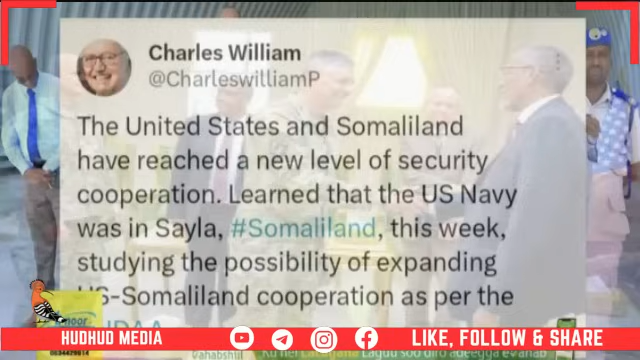 Charles William
@CharleswilliamP
The United States and Somaliland
have reached a new level of security
cooperation. Learned that the US Navy
was in Sayla, #Somaliland, this week,
studying the possibility of expanding
US-Somaliland cooperation as per the
HUDHUD MEDIA
LIKE, FOLLOW & SHARE